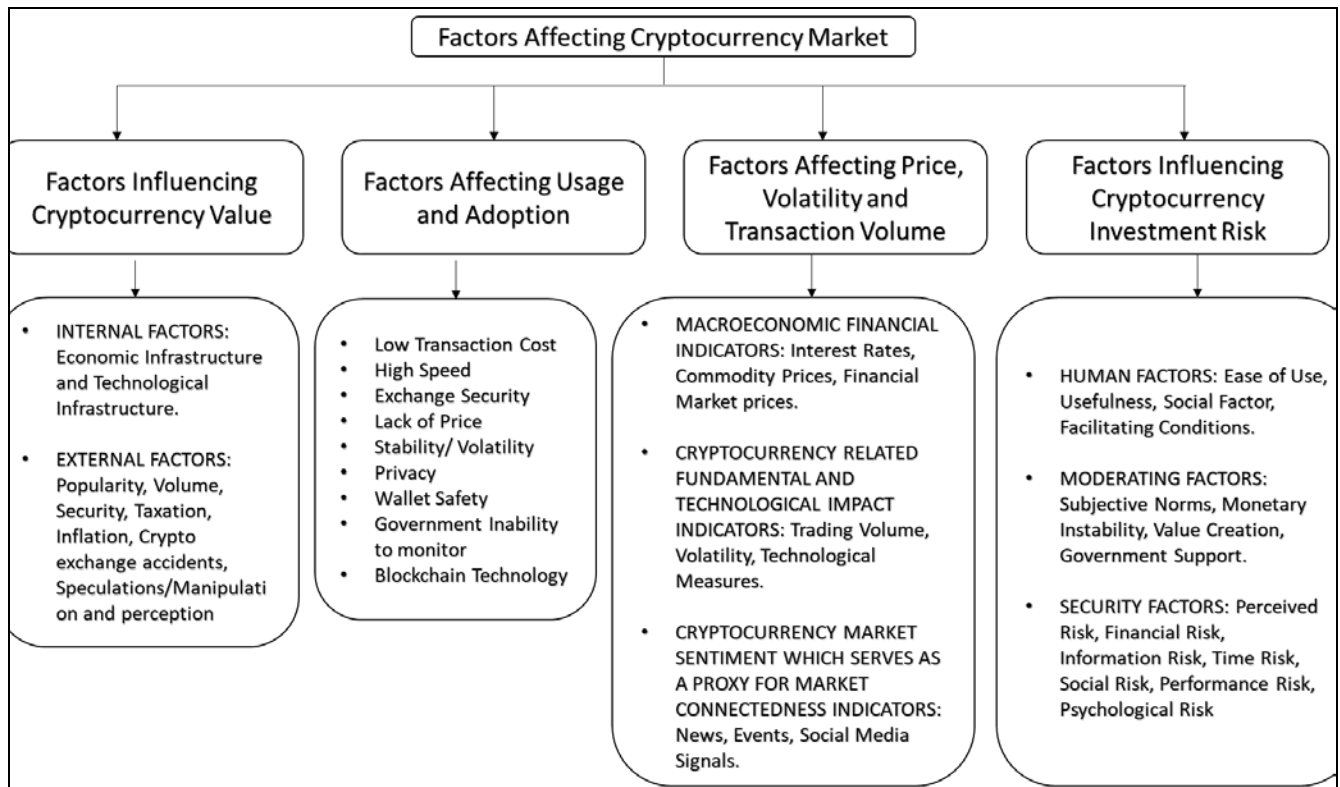 Factors Affecting Cryptocurrency Market
Factors Influencing
Cryptocurrency Value
Factors Affecting Usage
and Adoption
Factors Affecting Price,
Volatility and
Transaction Volume
Factors Influencing
Cryptocurrency
Investment Risk
• INTERNAL FACTORS:
Economic Infrastructure
and Technological
Infrastructure.
• EXTERNAL FACTORS:
Popularity, Volume,
Security, Taxation,
Inflation, Crypto
exchange accidents,
Speculations/Manipulati
on and perception
• Low Transaction Cost
• High Speed
• Exchange Security
• Lack of Price
• Stability/ Volatility
• Privacy
• Wallet Safety
• Government Inability
to monitor
• Blockchain Technology
• MACROECONOMIC FINANCIAL
INDICATORS: Interest Rates,
Commodity Prices, Financial
Market prices.
• CRYPTOCURRENCY RELATED
FUNDAMENTAL AND
TECHNOLOGICAL IMPACT
INDICATORS: Trading Volume,
Volatility, Technological
Measures.
• CRYPTOCURRENCY MARKET
SENTIMENT WHICH SERVES AS
A PROXY FOR MARKET
CONNECTEDNESS INDICATORS:
News, Events, Social Media
Signals.
• HUMAN FACTORS: Ease of Use,
Usefulness, Social Factor,
Facilitating Conditions.
• MODERATING FACTORS:
Subjective Norms, Monetary
Instability, Value Creation,
Government Support.
• SECURITY FACTORS: Perceived
Risk, Financial Risk,
Information Risk, Time Risk,
Social Risk, Performance Risk,
Psychological Risk